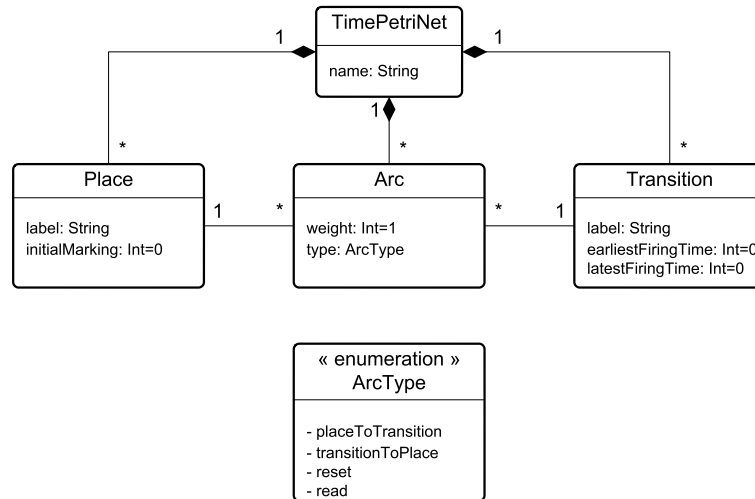 TimePetriNet
name: String
1
1
1
*
*
*
Place
label: String
initialMarking: Int=0
1
*
Arc
weight: Int=1
type: ArcType
*
1
Transition
label: String
earliestFiringTime: Int=0
latestFiringTime: Int=0
« enumeration »
ArcType
- placeToTransition
- transitionToPlace
- reset
- read